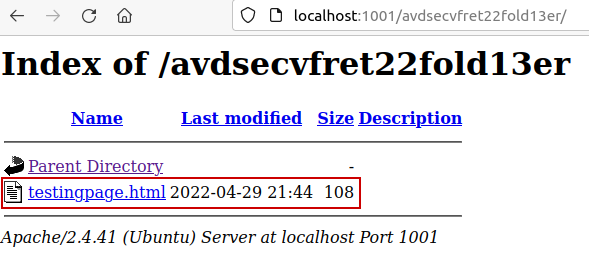 localhost:1001/avdsecvfret22fold13er/
Index of /avdsecvfret22fold13er
Name Last modified Size Description
Parent Directory -
testingpage.html 2022-04-29 21:44 108
Apache/2.4.41 (Ubuntu) Server at localhost Port 1001